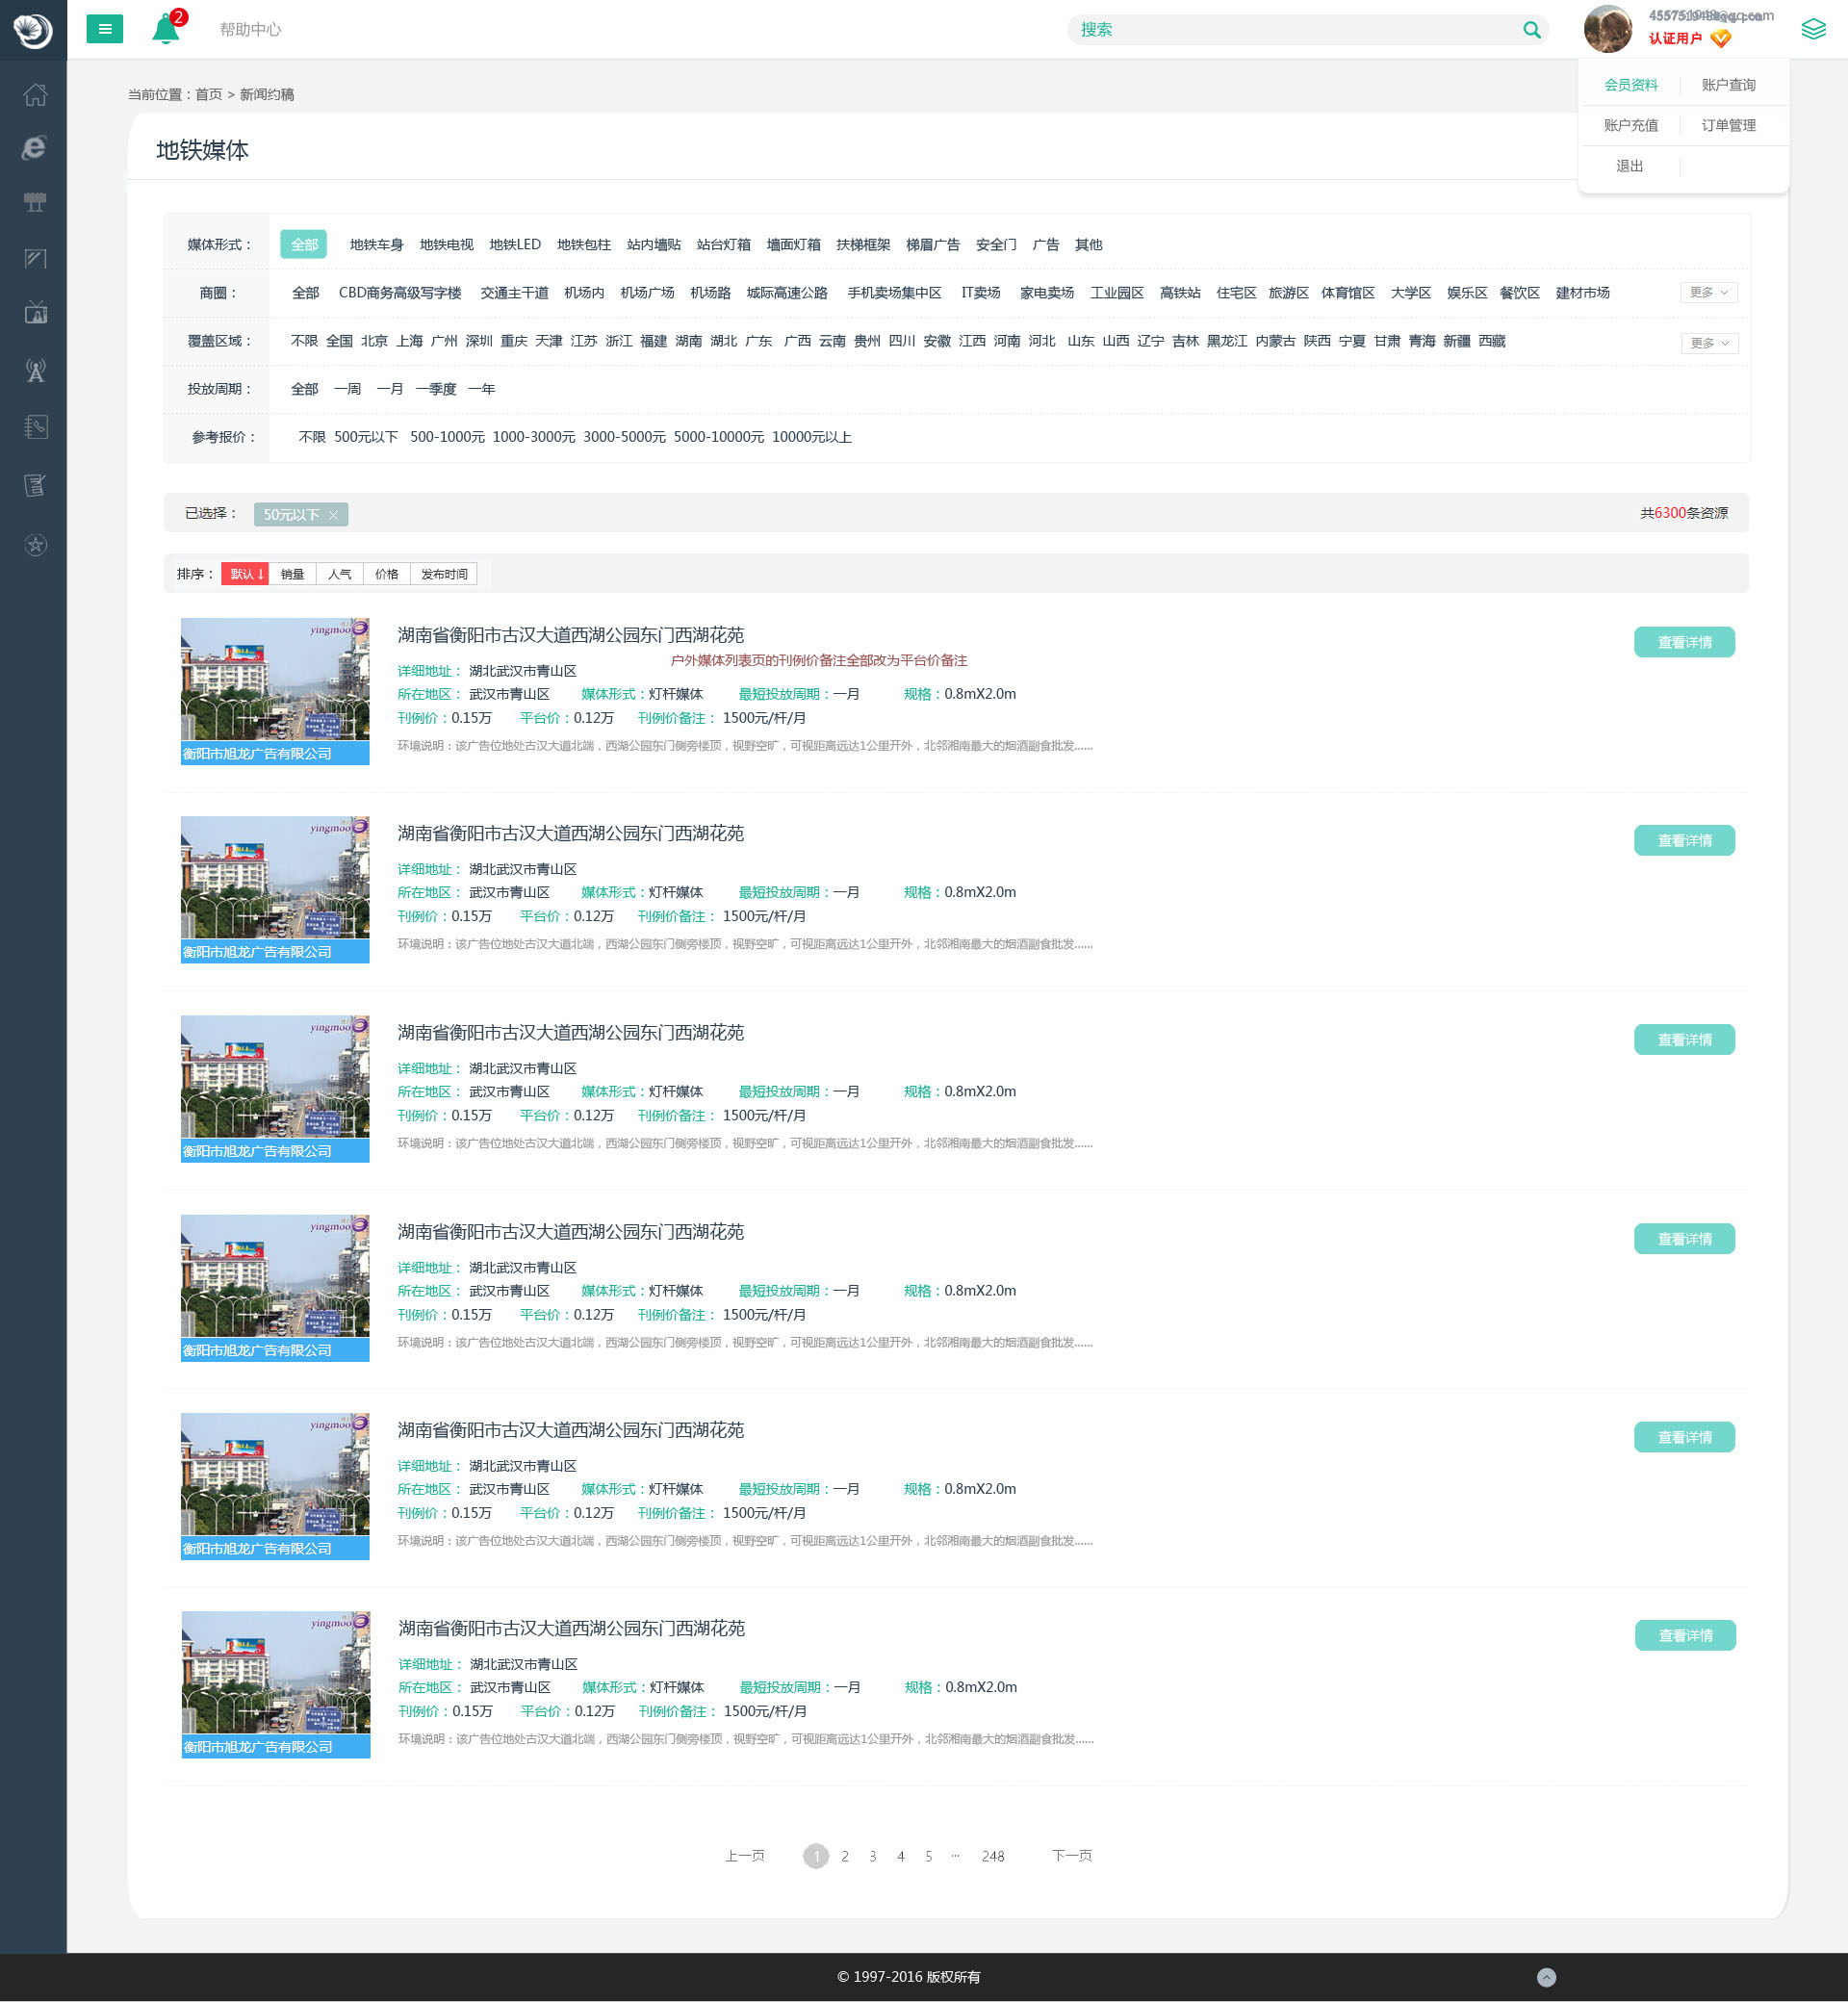 2
帮助中心
搜索
认证用户
会员资料 账户查询
账户充值 订单管理
退出
当前位置：首页 > 新闻约稿
地铁媒体
媒体形式： 全部 地铁车身 地铁电视 地铁LED 地铁包柱 站内墙贴 站台灯箱 墙面灯箱 扶梯框架 梯眉广告 安全门 广告 其他
商圈： 全部 CBD商务高级写字楼 交通主干道 机场内 机场广场 机场路 城际高速公路 手机卖场集中区 IT卖场 家电卖场 工业园区 高铁站 住宅区 旅游区 体育馆区 大学区 娱乐区 餐饮区 建材市场 更多
覆盖区域： 不限 全国 北京 上海 广州 深圳 重庆 天津 江苏 浙江 福建 湖南 湖北 广东 广西 云南 贵州 四川 安徽 江西 河南 河北 山东 山西 辽宁 吉林 黑龙江 内蒙古 陕西 宁夏 甘肃 青海 新疆 西藏 更多
投放周期： 全部 一周 一月 一季度 一年
参考报价： 不限 500元以下 500-1000元 1000-3000元 3000-5000元 5000-10000元 10000元以上
已选择： 50元以下 × 共6300条资源
排序： 默认↓ 销量 人气 价格 发布时间
yingmoo
衡阳市旭龙广告有限公司
湖南省衡阳市古汉大道西湖公园东门西湖花苑
查看详情
户外媒体列表页的刊例价备注全部改为平台价备注
详细地址： 湖北武汉市青山区
所在地区： 武汉市青山区 媒体形式：灯杆媒体 最短投放周期：一月 规格：0.8mX2.0m
刊例价：0.15万 平台价：0.12万 刊例价备注： 1500元/杆/月
环境说明：该广告位地处古汉大道北端，西湖公园东门侧旁楼顶，视野空旷，可视距离远达1公里开外，北邻湘南最大的烟酒副食批发......
yingmoo
衡阳市旭龙广告有限公司
湖南省衡阳市古汉大道西湖公园东门西湖花苑
查看详情
详细地址： 湖北武汉市青山区
所在地区： 武汉市青山区 媒体形式：灯杆媒体 最短投放周期：一月 规格：0.8mX2.0m
刊例价：0.15万 平台价：0.12万 刊例价备注： 1500元/杆/月
环境说明：该广告位地处古汉大道北端，西湖公园东门侧旁楼顶，视野空旷，可视距离远达1公里开外，北邻湘南最大的烟酒副食批发......
yingmoo
衡阳市旭龙广告有限公司
湖南省衡阳市古汉大道西湖公园东门西湖花苑
查看详情
详细地址： 湖北武汉市青山区
所在地区： 武汉市青山区 媒体形式：灯杆媒体 最短投放周期：一月 规格：0.8mX2.0m
刊例价：0.15万 平台价：0.12万 刊例价备注： 1500元/杆/月
环境说明：该广告位地处古汉大道北端，西湖公园东门侧旁楼顶，视野空旷，可视距离远达1公里开外，北邻湘南最大的烟酒副食批发......
yingmoo
衡阳市旭龙广告有限公司
湖南省衡阳市古汉大道西湖公园东门西湖花苑
查看详情
详细地址： 湖北武汉市青山区
所在地区： 武汉市青山区 媒体形式：灯杆媒体 最短投放周期：一月 规格：0.8mX2.0m
刊例价：0.15万 平台价：0.12万 刊例价备注： 1500元/杆/月
环境说明：该广告位地处古汉大道北端，西湖公园东门侧旁楼顶，视野空旷，可视距离远达1公里开外，北邻湘南最大的烟酒副食批发......
yingmoo
衡阳市旭龙广告有限公司
湖南省衡阳市古汉大道西湖公园东门西湖花苑
查看详情
详细地址： 湖北武汉市青山区
所在地区： 武汉市青山区 媒体形式：灯杆媒体 最短投放周期：一月 规格：0.8mX2.0m
刊例价：0.15万 平台价：0.12万 刊例价备注： 1500元/杆/月
环境说明：该广告位地处古汉大道北端，西湖公园东门侧旁楼顶，视野空旷，可视距离远达1公里开外，北邻湘南最大的烟酒副食批发......
yingmoo
衡阳市旭龙广告有限公司
湖南省衡阳市古汉大道西湖公园东门西湖花苑
查看详情
详细地址： 湖北武汉市青山区
所在地区： 武汉市青山区 媒体形式：灯杆媒体 最短投放周期：一月 规格：0.8mX2.0m
刊例价：0.15万 平台价：0.12万 刊例价备注： 1500元/杆/月
环境说明：该广告位地处古汉大道北端，西湖公园东门侧旁楼顶，视野空旷，可视距离远达1公里开外，北邻湘南最大的烟酒副食批发......
上一页 1 2 3 4 5 ... 248 下一页
© 1997-2016 版权所有